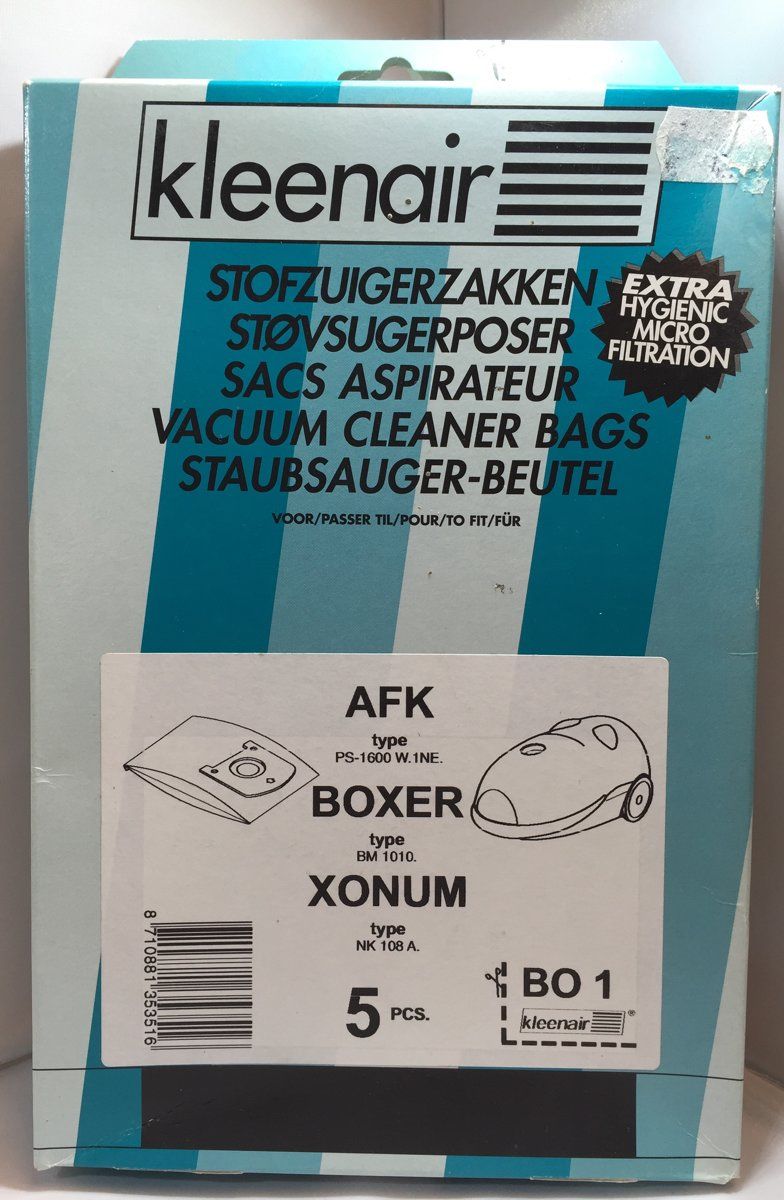 kleenair
STOFZUIGERZAKKEN
STØVSUGERPOSER
SACS ASPIRATEUR
VACUUM CLEANER BAGS
STAUBSAUGER-BEUTEL
VOOR/PASSER TIL/POUR/TO FIT/FÜR
EXTRA
HYGIENIC
MICRO
FILTRATION
AFK
type
PS-1600 W.1NE.
BOXER
type
BM 1010.
XONUM
type
NK 108 A.
5 PCS.
8 710881 353516
BO 1
kleenair ®